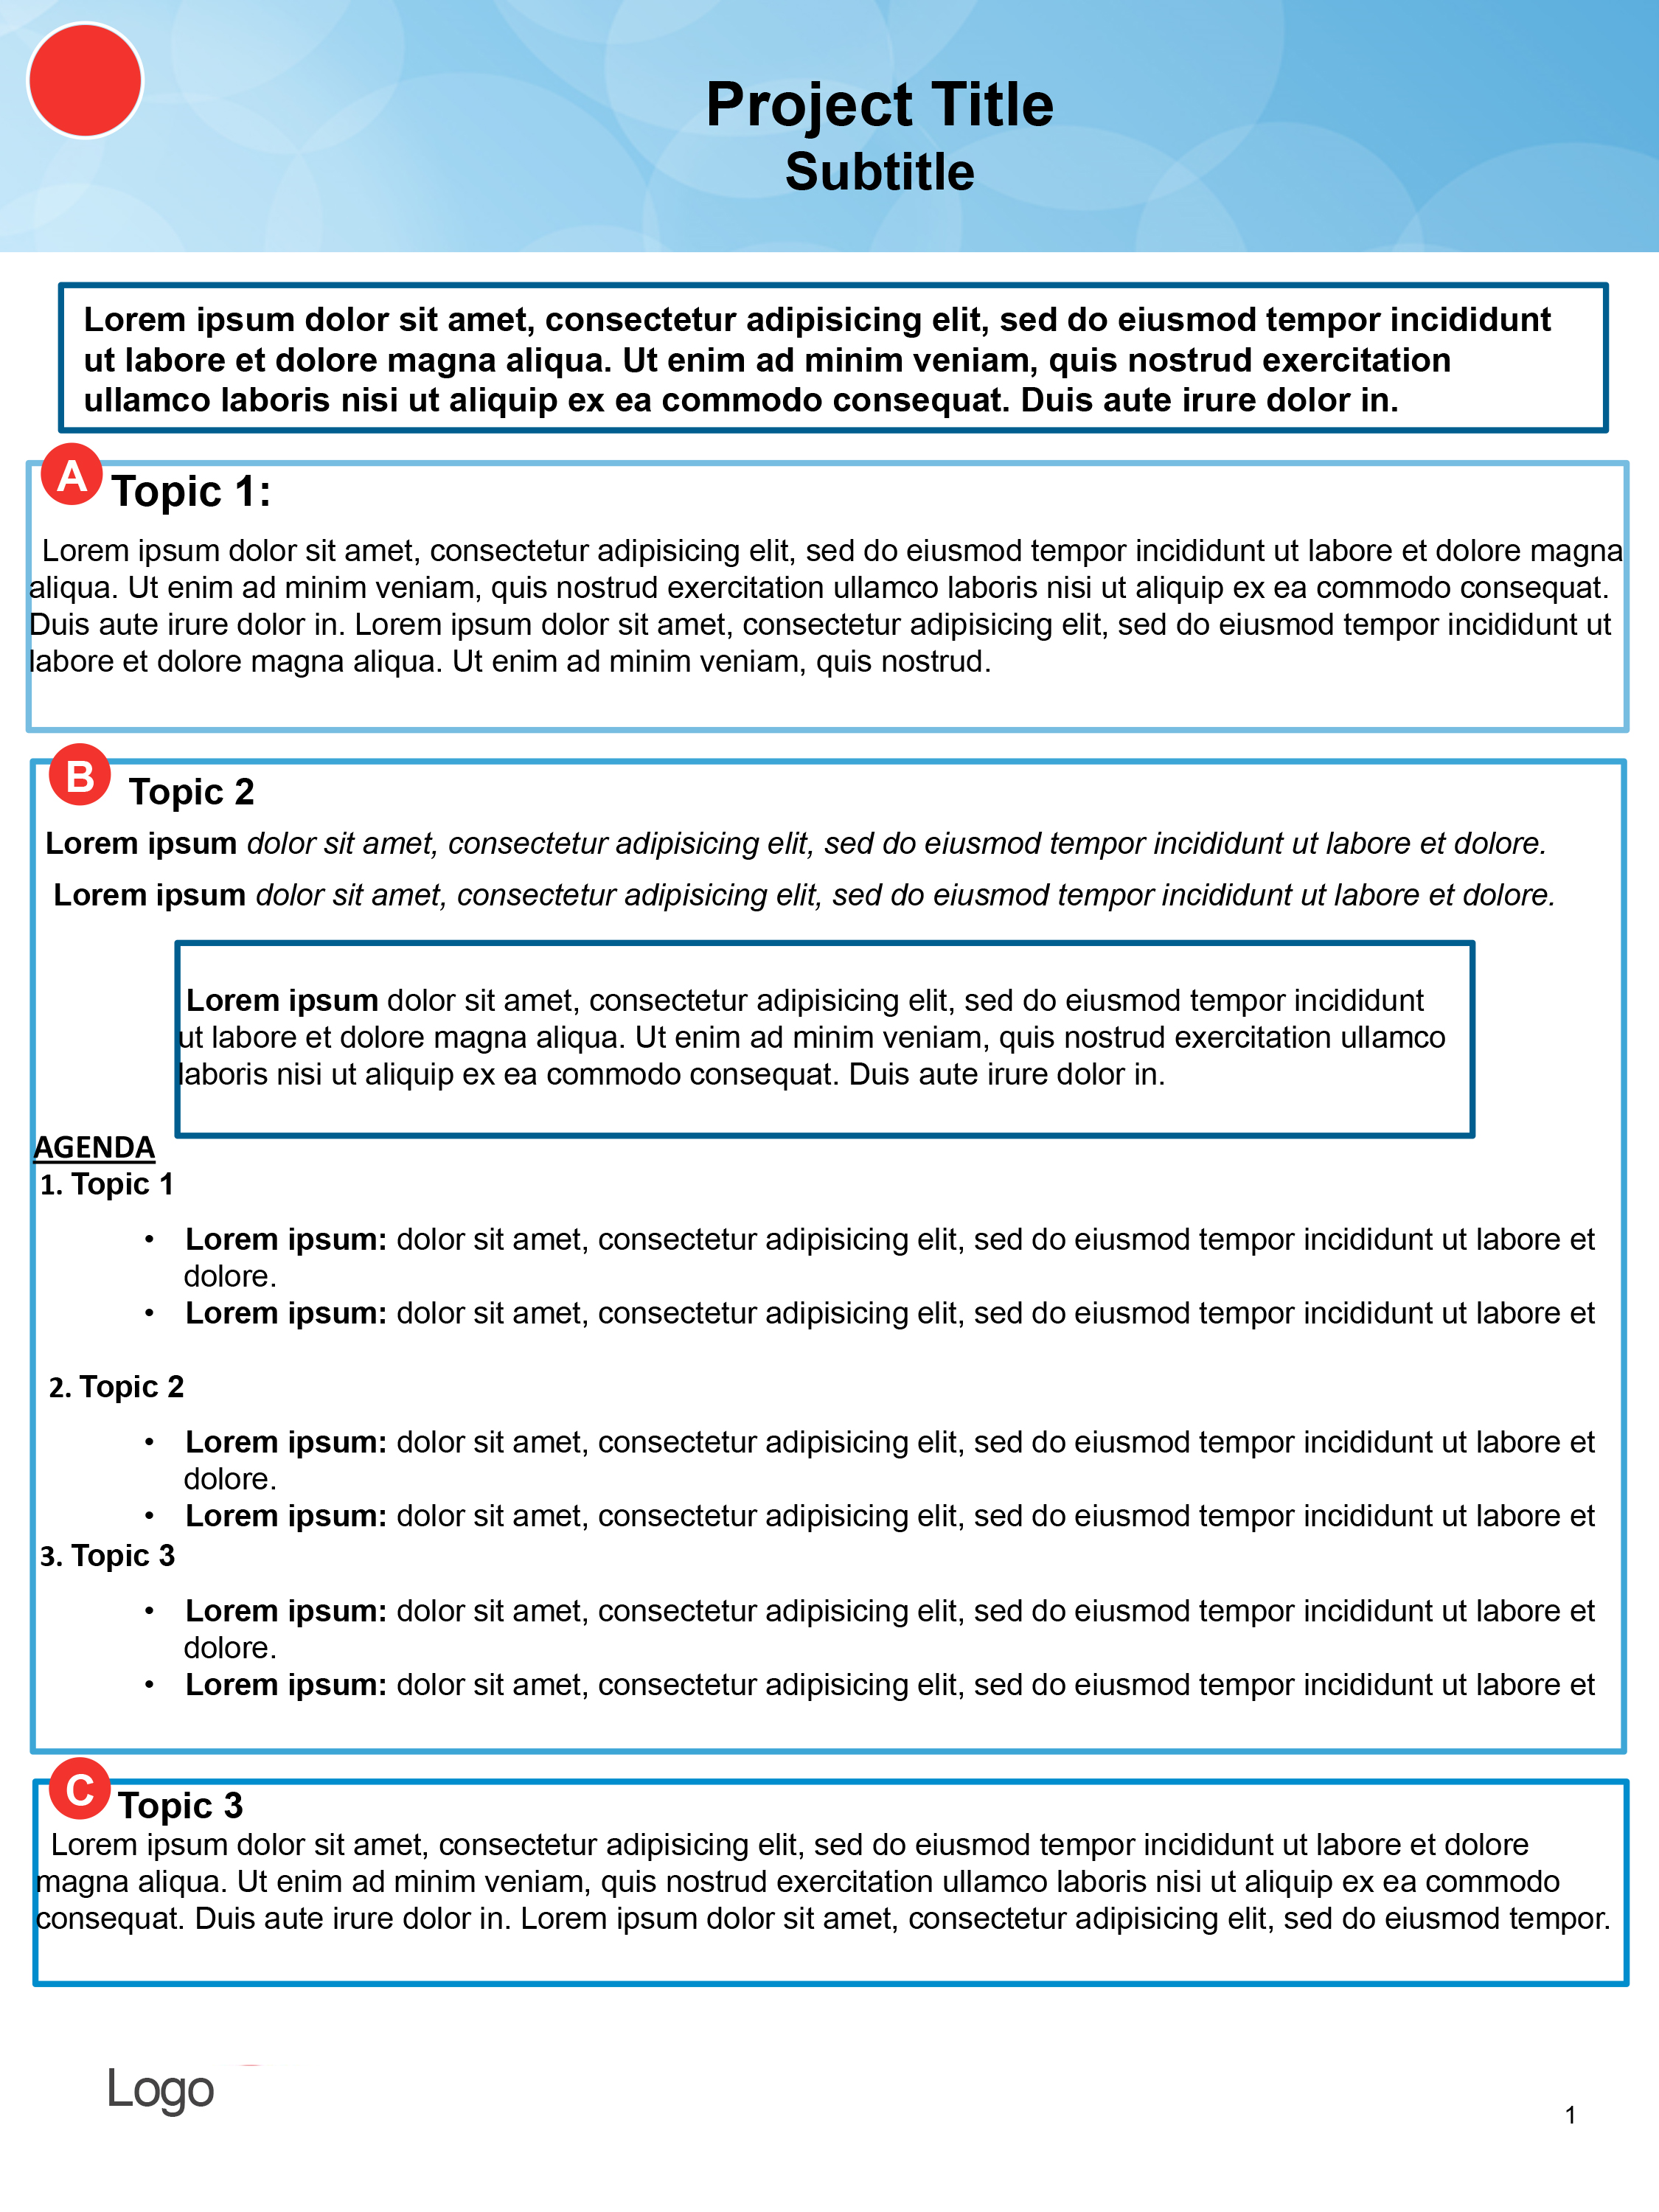 Project Title
Subtitle
Lorem ipsum dolor sit amet, consectetur adipisicing elit, sed do eiusmod tempor incididunt
ut labore et dolore magna aliqua. Ut enim ad minim veniam, quis nostrud exercitation
ullamco laboris nisi ut aliquip ex ea commodo consequat. Duis aute irure dolor in.
A
Topic 1:
Lorem ipsum dolor sit amet, consectetur adipisicing elit, sed do eiusmod tempor incididunt ut labore et dolore magna
aliqua. Ut enim ad minim veniam, quis nostrud exercitation ullamco laboris nisi ut aliquip ex ea commodo consequat.
Duis aute irure dolor in. Lorem ipsum dolor sit amet, consectetur adipisicing elit, sed do eiusmod tempor incididunt ut
labore et dolore magna aliqua. Ut enim ad minim veniam, quis nostrud.
B
Topic 2
Lorem ipsum dolor sit amet, consectetur adipisicing elit, sed do eiusmod tempor incididunt ut labore et dolore.
Lorem ipsum dolor sit amet, consectetur adipisicing elit, sed do eiusmod tempor incididunt ut labore et dolore.
Lorem ipsum dolor sit amet, consectetur adipisicing elit, sed do eiusmod tempor incididunt
ut labore et dolore magna aliqua. Ut enim ad minim veniam, quis nostrud exercitation ullamco
laboris nisi ut aliquip ex ea commodo consequat. Duis aute irure dolor in.
AGENDA
1. Topic 1
• Lorem ipsum: dolor sit amet, consectetur adipisicing elit, sed do eiusmod tempor incididunt ut labore et
dolore.
• Lorem ipsum: dolor sit amet, consectetur adipisicing elit, sed do eiusmod tempor incididunt ut labore et
2. Topic 2
• Lorem ipsum: dolor sit amet, consectetur adipisicing elit, sed do eiusmod tempor incididunt ut labore et
dolore.
• Lorem ipsum: dolor sit amet, consectetur adipisicing elit, sed do eiusmod tempor incididunt ut labore et
3. Topic 3
• Lorem ipsum: dolor sit amet, consectetur adipisicing elit, sed do eiusmod tempor incididunt ut labore et
dolore.
• Lorem ipsum: dolor sit amet, consectetur adipisicing elit, sed do eiusmod tempor incididunt ut labore et
C
Topic 3
Lorem ipsum dolor sit amet, consectetur adipisicing elit, sed do eiusmod tempor incididunt ut labore et dolore
magna aliqua. Ut enim ad minim veniam, quis nostrud exercitation ullamco laboris nisi ut aliquip ex ea commodo
consequat. Duis aute irure dolor in. Lorem ipsum dolor sit amet, consectetur adipisicing elit, sed do eiusmod tempor.
Logo
1